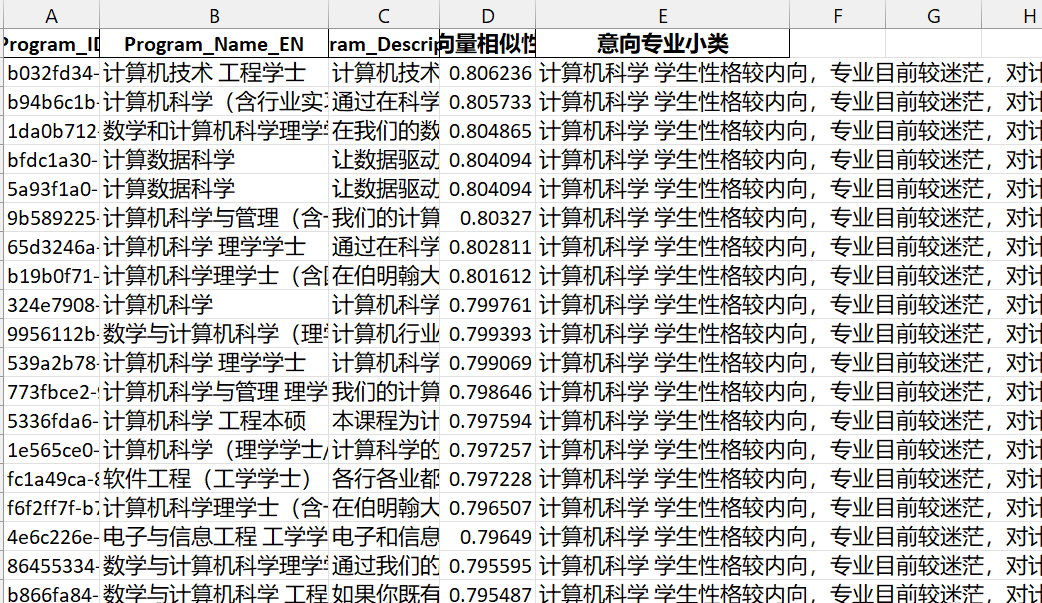 A B C D E F G H
Program_ID Program_Name_EN ram_Descrip 向量相似性 意向专业小类
b032fd34- 计算机技术 工程学士 计算机技术 0.806236 计算机科学 学生性格较内向，专业目前较迷茫，对计
b94b6c1b- 计算机科学（含行业实习 通过在科学 0.805733 计算机科学 学生性格较内向，专业目前较迷茫，对计
1da0b712- 数学和计算机科学理学学 在我们的数 0.804865 计算机科学 学生性格较内向，专业目前较迷茫，对计
bfdc1a30- 计算数据科学 让数据驱动 0.804094 计算机科学 学生性格较内向，专业目前较迷茫，对计
5a93f1a0- 计算数据科学 让数据驱动 0.804094 计算机科学 学生性格较内向，专业目前较迷茫，对计
9b589225- 计算机科学与管理（含一 我们的计算 0.80327 计算机科学 学生性格较内向，专业目前较迷茫，对计
65d3246a- 计算机科学 理学学士 通过在科学 0.802811 计算机科学 学生性格较内向，专业目前较迷茫，对计
b19b0f71- 计算机科学理学士（含国 在伯明翰大 0.801612 计算机科学 学生性格较内向，专业目前较迷茫，对计
324e7908- 计算机科学 计算机科学 0.799761 计算机科学 学生性格较内向，专业目前较迷茫，对计
9956112b- 数学与计算机科学（理学 计算机行业 0.799393 计算机科学 学生性格较内向，专业目前较迷茫，对计
539a2b78- 计算机科学 理学学士 计算机科学 0.799069 计算机科学 学生性格较内向，专业目前较迷茫，对计
773fbce2-9 计算机科学与管理 理学 我们的计算 0.798646 计算机科学 学生性格较内向，专业目前较迷茫，对计
5336fda6- 计算机科学 工程本硕 本课程为计 0.797594 计算机科学 学生性格较内向，专业目前较迷茫，对计
1e565ce0- 计算机科学（理学学士/ 计算科学的 0.797257 计算机科学 学生性格较内向，专业目前较迷茫，对计
fc1a49ca-8 软件工程（工学学士） 各行各业都 0.797228 计算机科学 学生性格较内向，专业目前较迷茫，对计
f6f2ff7f-b7 计算机科学理学士（含一 在伯明翰大 0.796507 计算机科学 学生性格较内向，专业目前较迷茫，对计
4e6c226e- 电子与信息工程 工学学 电子和信息 0.79649 计算机科学 学生性格较内向，专业目前较迷茫，对计
86455334- 数学与计算机科学理学学 通过我们的 0.795595 计算机科学 学生性格较内向，专业目前较迷茫，对计
b866fa84- 数学与计算机科学 工程 如果你既有 0.795487 计算机科学 学生性格较内向，专业目前较迷茫，对计